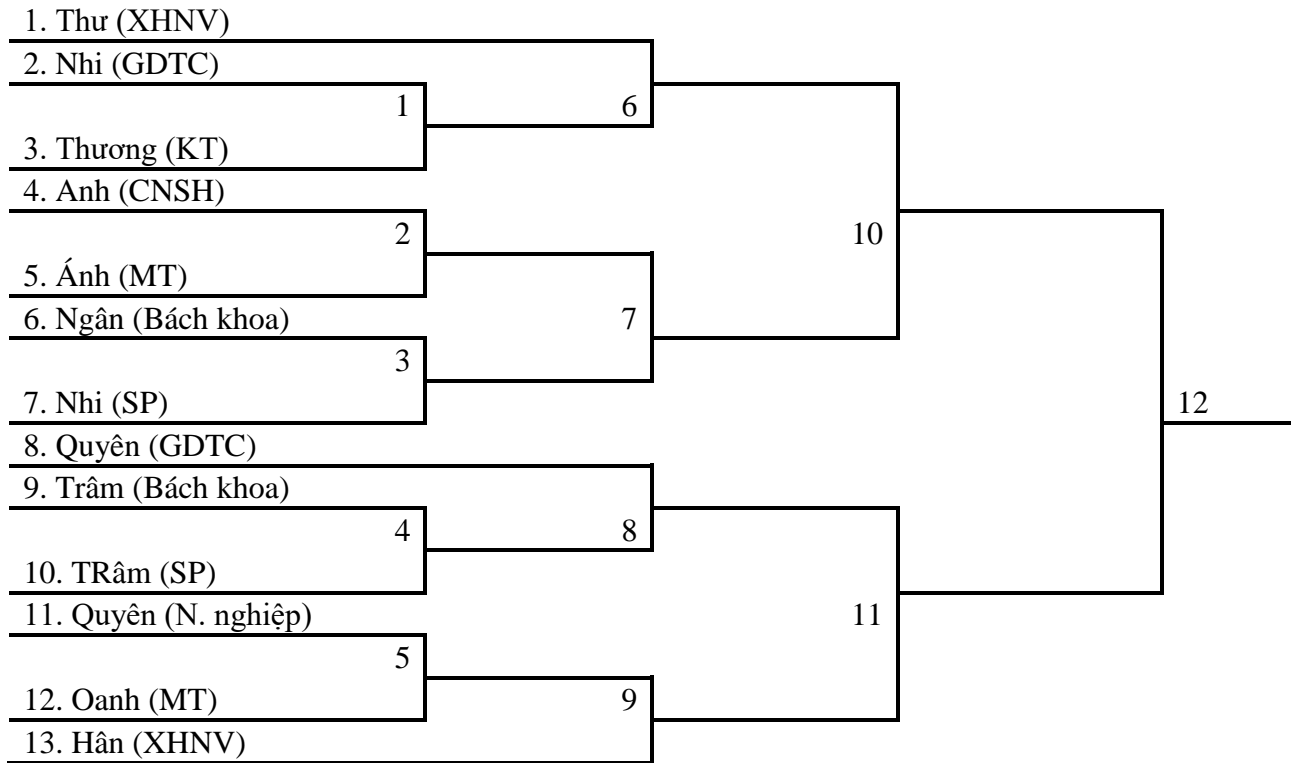 1. Thư (XHNV)
2. Nhi (GDTC)
1
6
3. Thương (KT)
4. Anh (CNSH)
2
10
5. Ánh (MT)
6. Ngân (Bách khoa)
7
3
7. Nhi (SP)
12
8. Quyên (GDTC)
9. Trâm (Bách khoa)
4
8
10. TRâm (SP)
11. Quyên (N. nghiệp)
11
5
12. Oanh (MT)
9
13. Hân (XHNV)